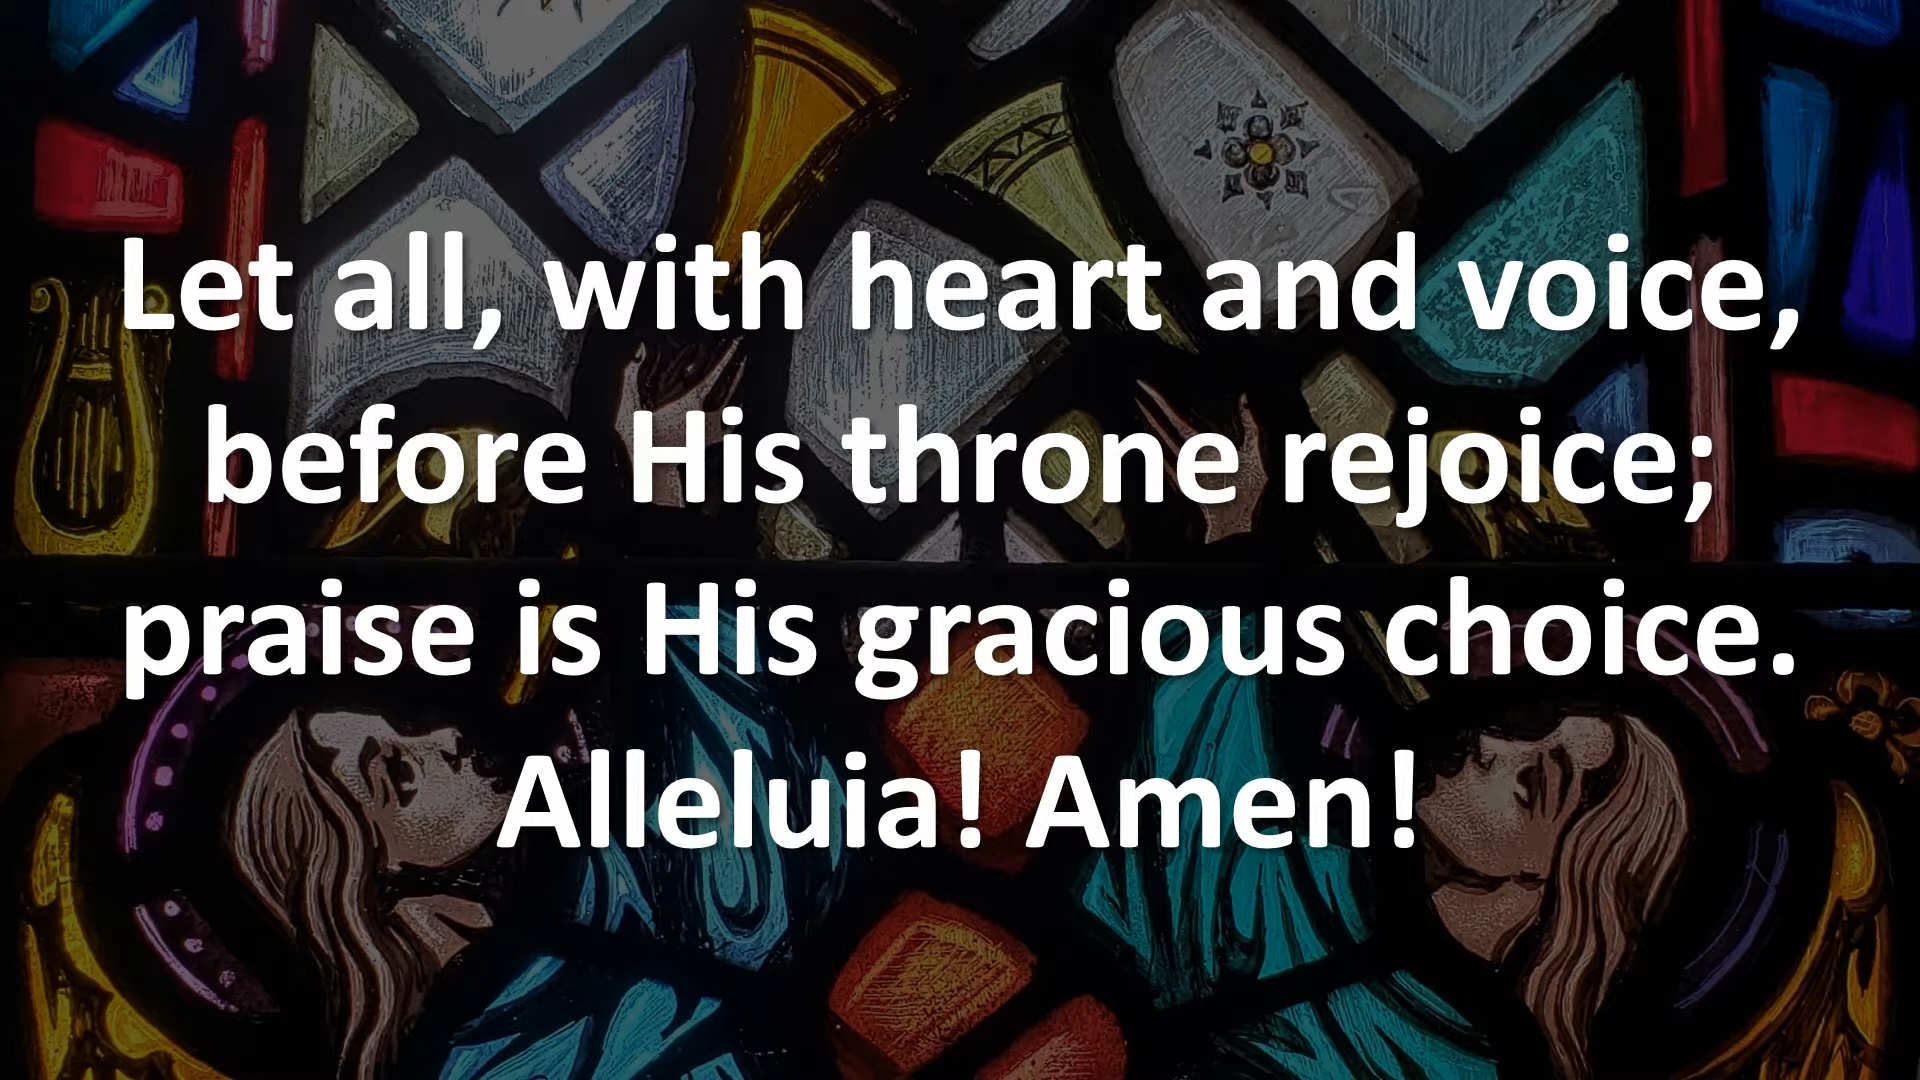 Let all, with heart and voice,
before His throne rejoice;
praise is His gracious choice.
Alleluia! Amen!